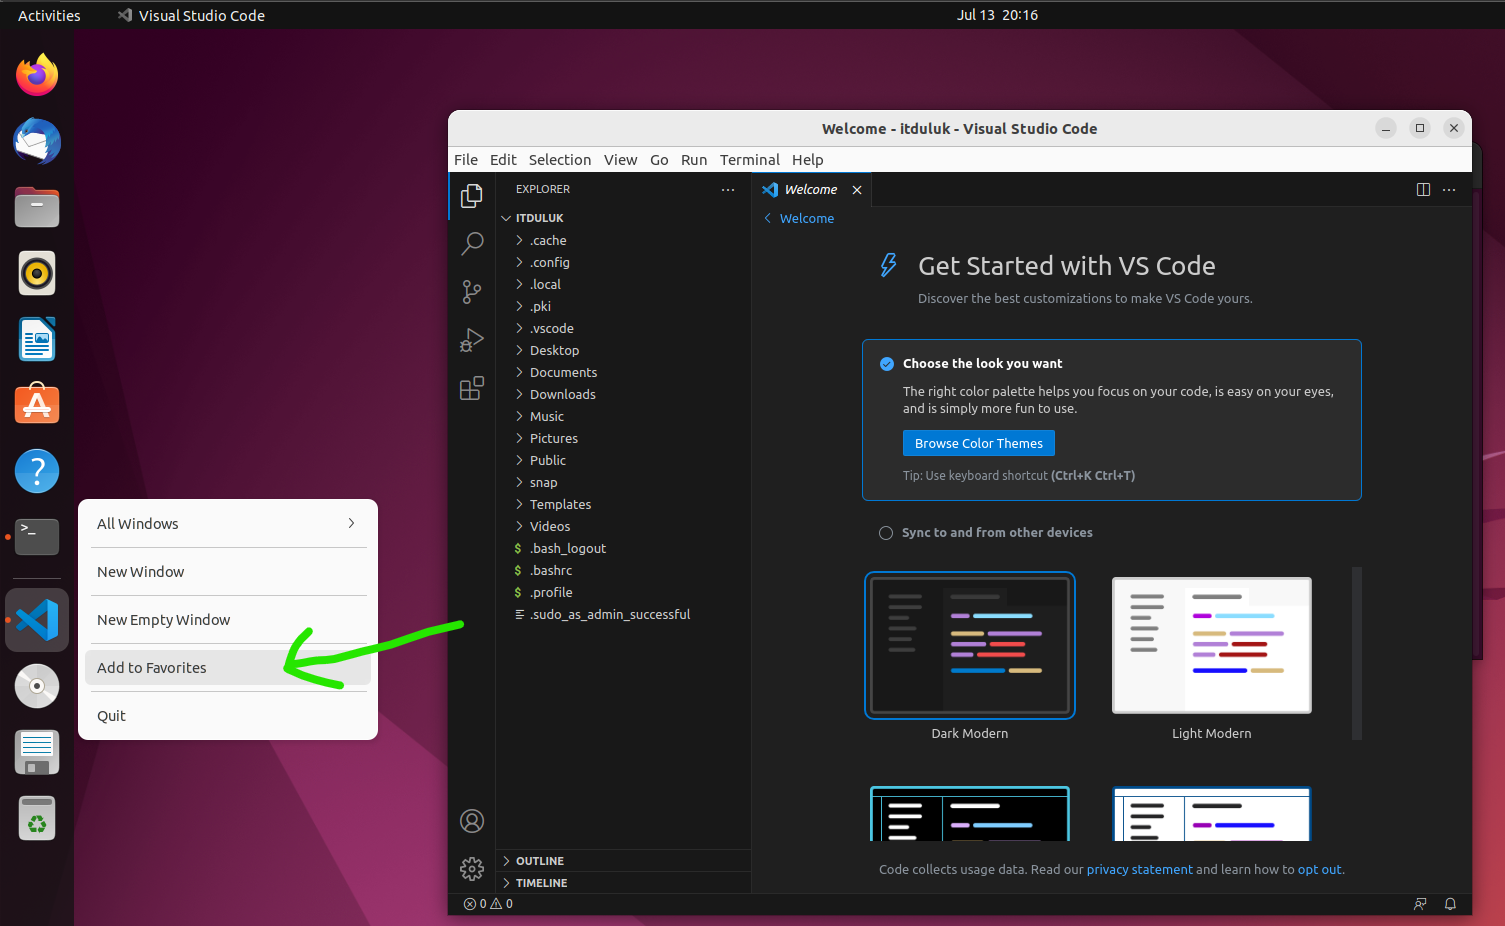 Activities
Visual Studio Code
Jul 13 20:16
Welcome - itduluk - Visual Studio Code
File Edit Selection View Go Run Terminal Help
EXPLORER
ITDULUK
.cache
.config
.local
.pki
.vscode
Desktop
Documents
Downloads
Music
Pictures
Public
snap
Templates
Videos
$ .bash_logout
$ .bashrc
$ .profile
.sudo_as_admin_successful
OUTLINE
TIMELINE
Welcome
Welcome
Get Started with VS Code
Discover the best customizations to make VS Code yours.
Choose the look you want
The right color palette helps you focus on your code, is easy on your eyes,
and is simply more fun to use.
Browse Color Themes
Tip: Use keyboard shortcut (Ctrl+K Ctrl+T)
Sync to and from other devices
Dark Modern
Light Modern
Code collects usage data. Read our privacy statement and learn how to opt out.
0 0
All Windows
New Window
New Empty Window
Add to Favorites
Quit
?
>_